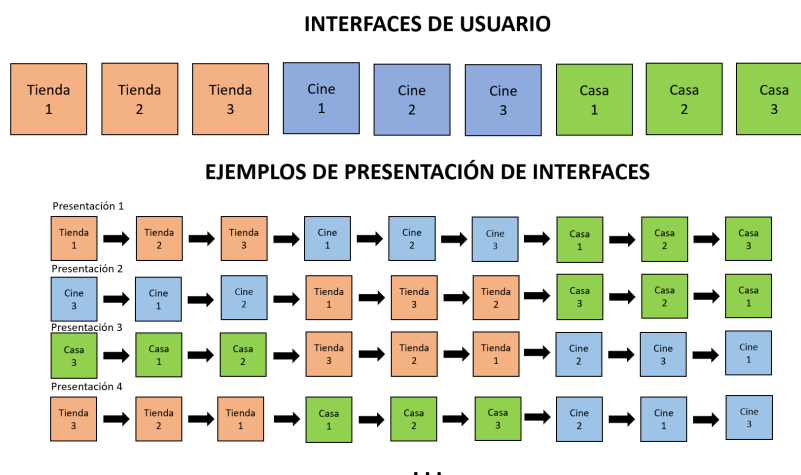 INTERFACES DE USUARIO
Tienda 1 Tienda 2 Tienda 3 Cine 1 Cine 2 Cine 3 Casa 1 Casa 2 Casa 3
EJEMPLOS DE PRESENTACIÓN DE INTERFACES
Presentación 1
Tienda 1 Tienda 2 Tienda 3 Cine 1 Cine 2 Cine 3 Casa 1 Casa 2 Casa 3
Presentación 2
Cine 3 Cine 1 Cine 2 Tienda 1 Tienda 3 Tienda 2 Casa 3 Casa 2 Casa 1
Presentación 3
Casa 3 Casa 1 Casa 2 Tienda 3 Tienda 2 Tienda 1 Cine 2 Cine 3 Cine 1
Presentación 4
Tienda 3 Tienda 2 Tienda 1 Casa 1 Casa 2 Casa 3 Cine 2 Cine 1 Cine 3
...